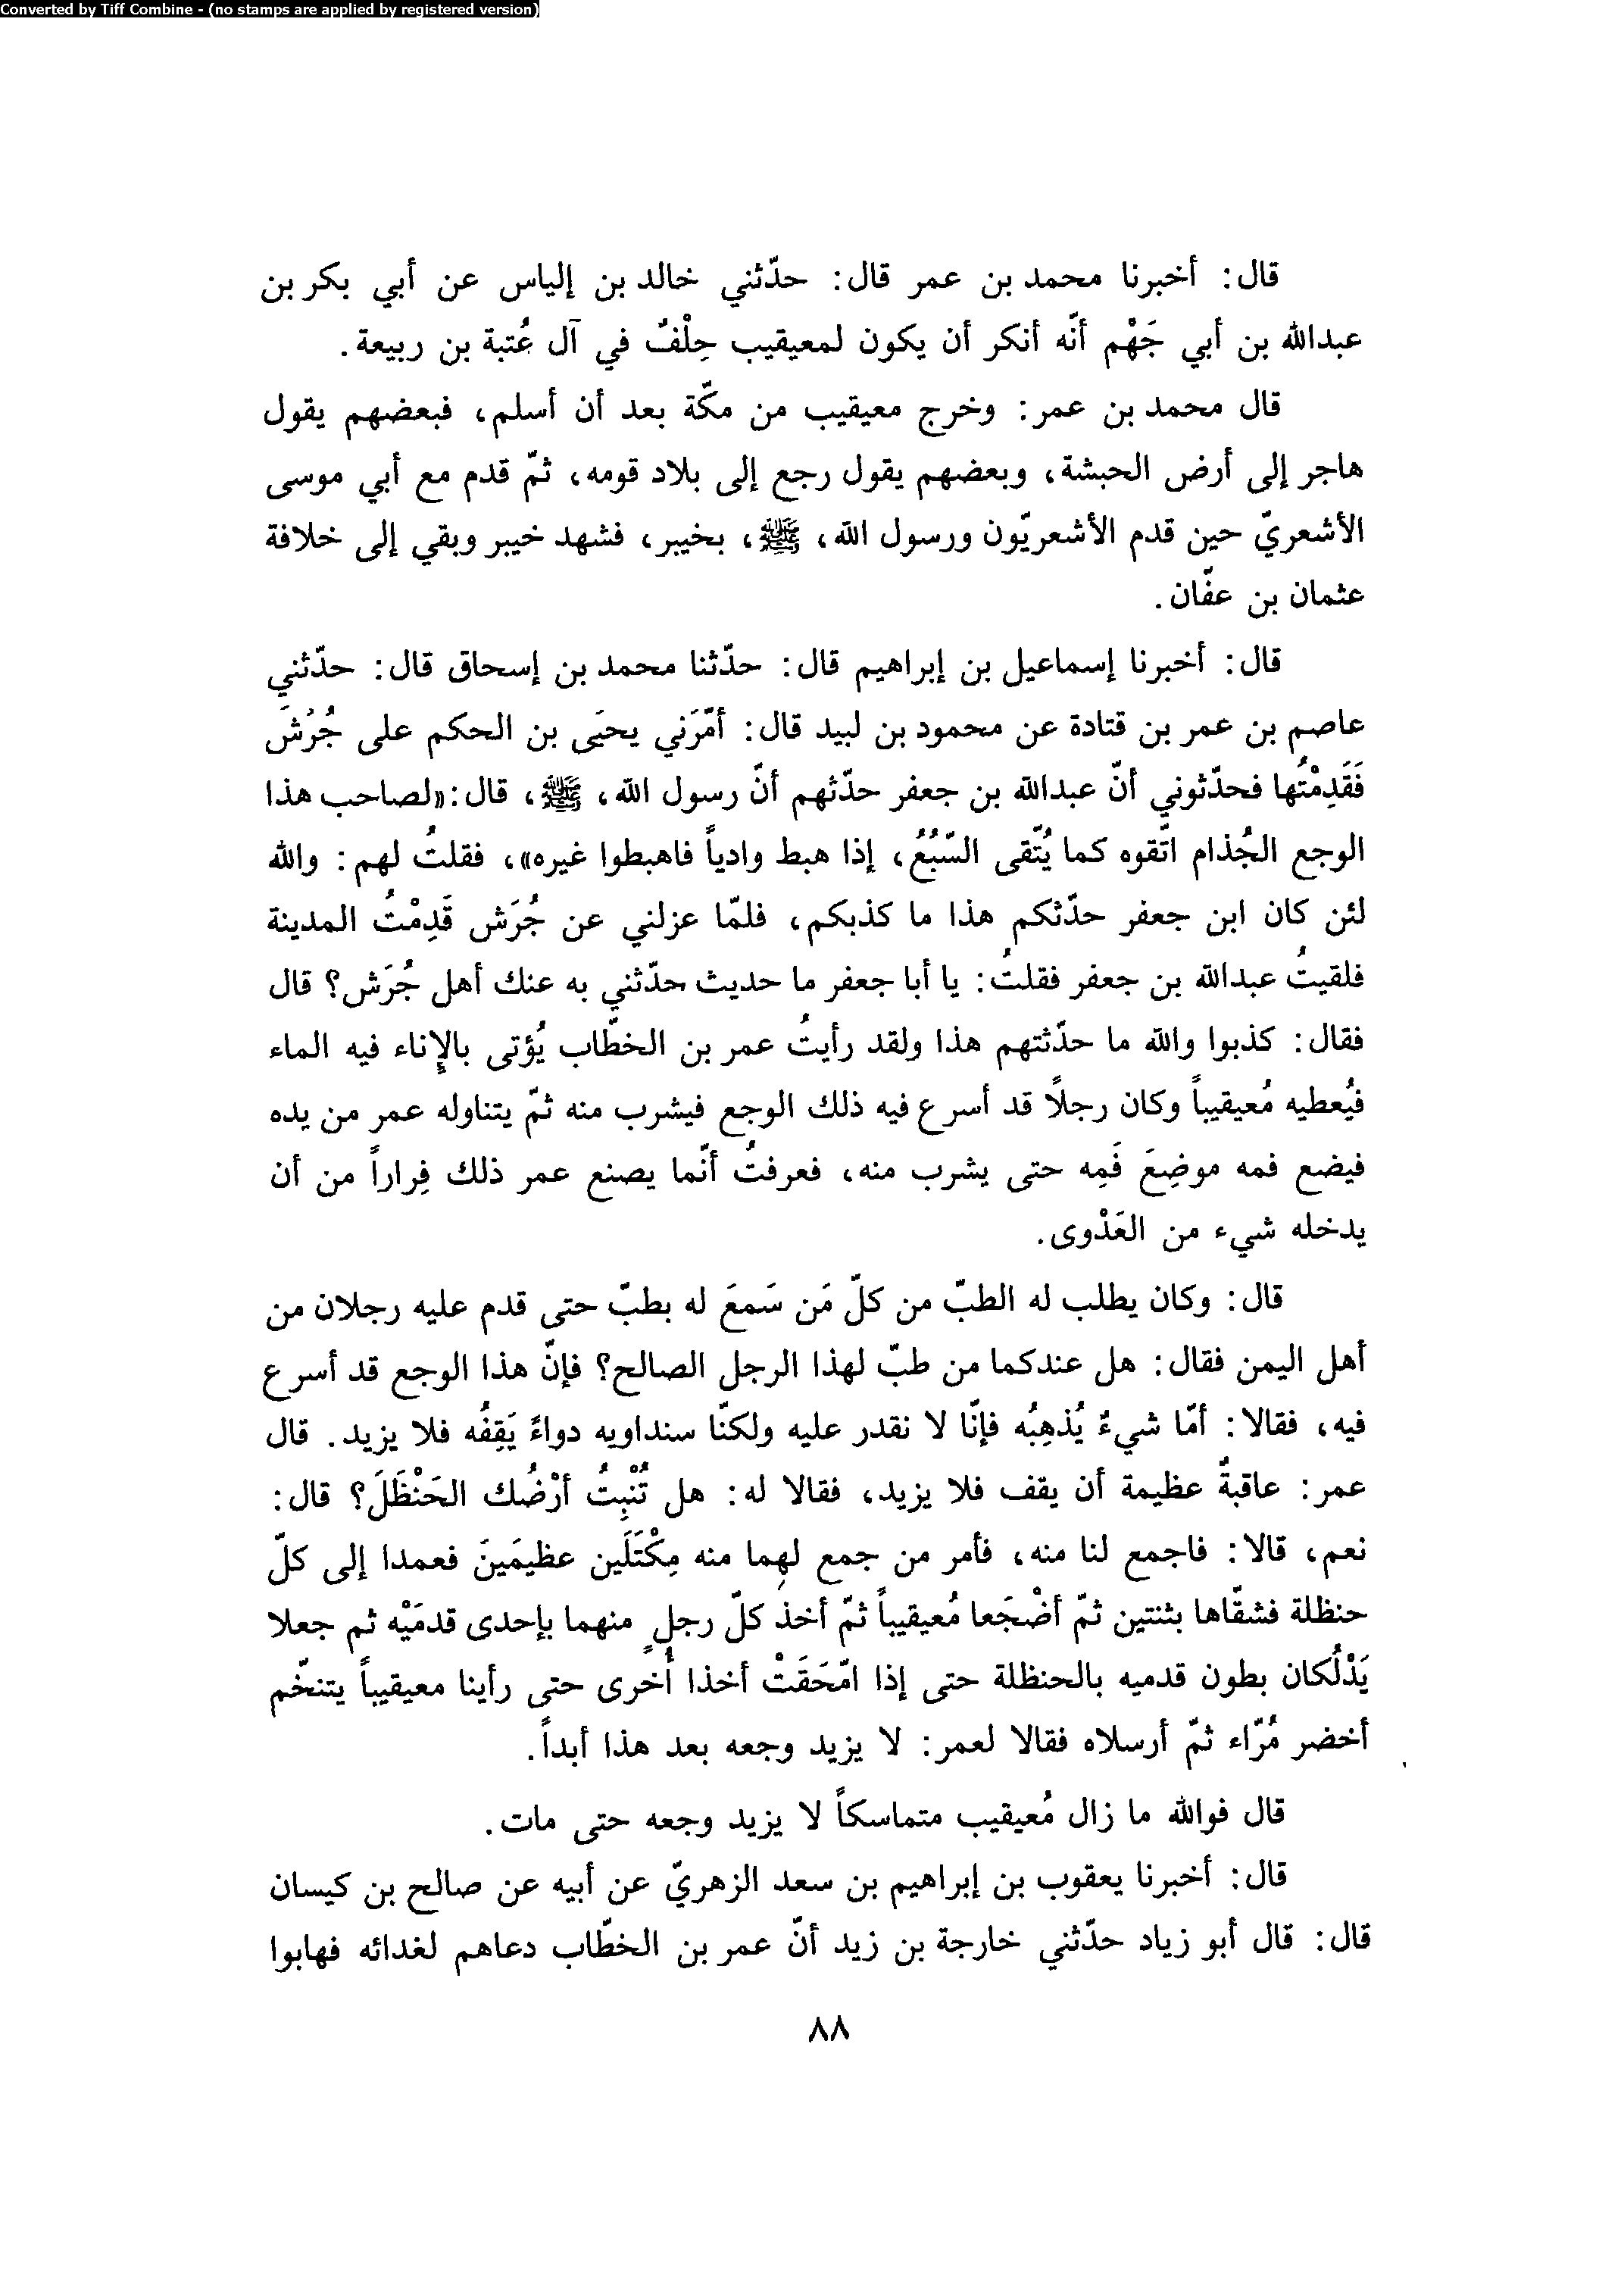 Converted by Tiff Combine - (no stamps are applied by registered version)
قال: أخبرنا محمد بن عمر قال: حدّثني خالد بن إلياس عن أبي بكر بن
عبدالله بن أبي جَهْم أنّه أنكر أن يكون لمعيقيب حِلْفٌ في آل عُتبة بن ربيعة.
قال محمد بن عمر: وخرج معيقيب من مكّة بعد أن أسلم، فبعضهم يقول
هاجر إلى أرض الحبشة، وبعضهم يقول رجع إلى بلاد قومه، ثمّ قدم مع أبي موسى
الأشعريّ حين قدم الأشعريّون ورسول الله، ﷺ، بخيبر، فشهد خيبر وبقي إلى خلافة
عثمان بن عفّان.
قال: أخبرنا إسماعيل بن إبراهيم قال: حدّثنا محمد بن إسحاق قال: حدّثني
عاصم بن عمر بن قتادة عن محمود بن لبيد قال: أمّرَني يحيَى بن الحكم على جُرَشَ
فَقَدِمْتُها فحدّثوني أنّ عبدالله بن جعفر حدّثهم أنّ رسول الله، ﷺ، قال: «لصاحب هذا
الوجع الجُذام اتّقوه كما يُتّقى السّبُعُ، إذا هبط وادياً فاهبطوا غيره»، فقلتُ لهم: والله
لئن كان ابن جعفر حدّثكم هذا ما كذبكم، فلمّا عزلني عن جُرَش قَدِمْتُ المدينة
فلقيتُ عبدالله بن جعفر فقلتُ: يا أبا جعفر ما حديث حدّثني به عنك أهل جُرَش؟ قال
فقال: كذبوا والله ما حدّثتهم هذا ولقد رأيتُ عمر بن الخطّاب يُؤتى بالإِناء فيه الماء
فيُعطيه مُعيقيباً وكان رجلاً قد أسرع فيه ذلك الوجع فيشرب منه ثمّ يتناوله عمر من يده
فيضع فمه موضِعَ فَمِه حتى يشرب منه، فعرفتُ أنّما يصنع عمر ذلك فِراراً من أن
يدخله شيء من العَدْوى.
قال: وكان يطلب له الطبّ من كلّ مَن سَمعَ له بطبّ حتى قدم عليه رجلان من
أهل اليمن فقال: هل عندكما من طبّ لهذا الرجل الصالح؟ فإنّ هذا الوجع قد أسرع
فيه، فقالا: أمّا شيءٌ يُذهِبُه فإنّا لا نقدر عليه ولكنّا سنداويه دواءً يَقِفُه فلا يزيد. قال
عمر: عاقبةٌ عظيمة أن يقف فلا يزيد، فقالا له: هل تُنْبِتُ أرْضُك الحَنْظَلَ؟ قال:
نعم، قالا: فاجمع لنا منه، فأمر من جمع لهما منه مِكْتَلَين عظيمَينَ فعمدا إلى كلّ
حنظلة فشقّاها بثنتين ثمّ أضْجَعا مُعيقيباً ثمّ أخذ كلّ رجلٍ منهما بإحدى قدمَيْه ثم جعلا
يَدْلُكان بطون قدميه بالحنظلة حتى إذا امّحَقَتْ أخذا أُخرى حتى رأينا معيقيباً يتنخّم
أخضر مُرّاء ثمّ أرسلاه فقالا لعمر: لا يزيد وجعه بعد هذا أبداً.
قال فوالله ما زال مُعيقيب متماسكاً لا يزيد وجعه حتى مات.
قال: أخبرنا يعقوب بن إبراهيم بن سعد الزهريّ عن أبيه عن صالح بن كيسان
قال: قال أبو زياد حدّثني خارجة بن زيد أنّ عمر بن الخطّاب دعاهم لغدائه فهابوا
٨٨